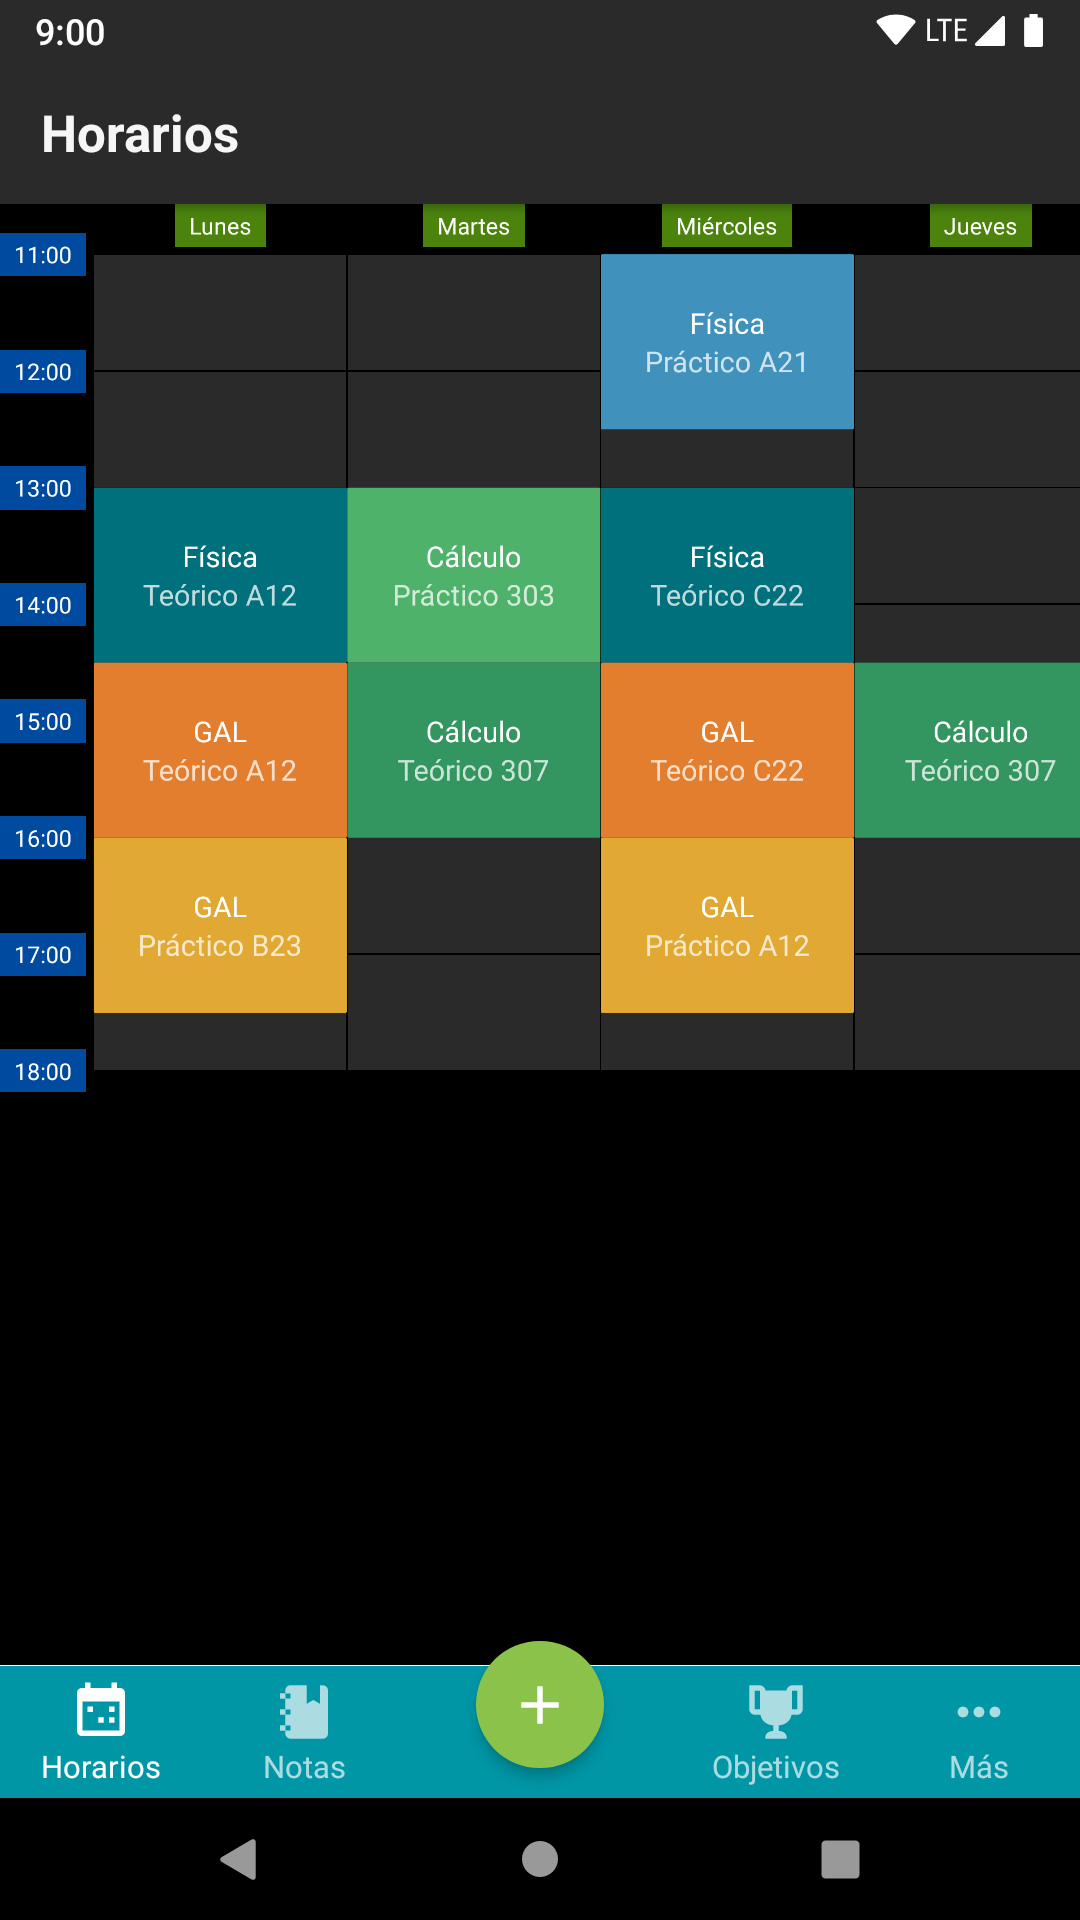 9:00
LTE
Horarios
Lunes
Martes
Miércoles
Jueves
11:00
Física
Práctico A21
12:00
13:00
Física
Teórico A12
Cálculo
Práctico 303
Física
Teórico C22
14:00
15:00
GAL
Teórico A12
Cálculo
Teórico 307
GAL
Teórico C22
Cálculo
Teórico 307
16:00
GAL
Práctico B23
GAL
Práctico A12
17:00
18:00
Horarios
Notas
Objetivos
Más